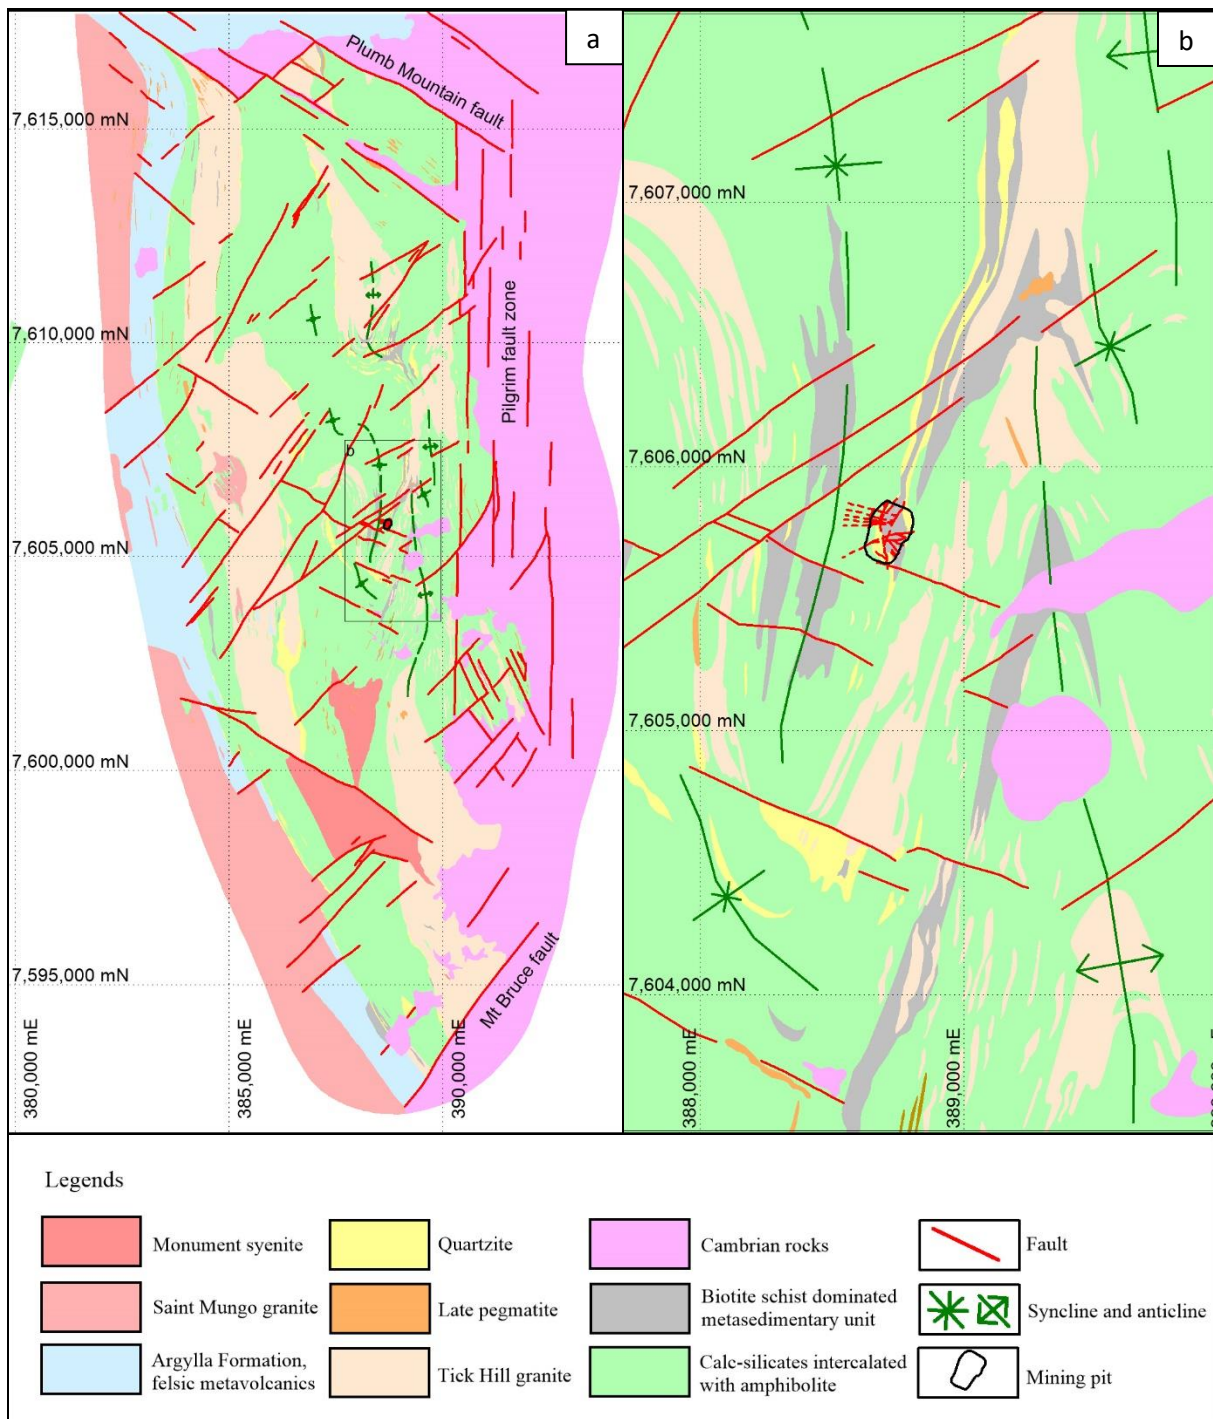 a
b
Plumb Mountain fault
7,615,000 mN
7,610,000 mN
Pilgrim fault zone
b
7,605,000 mN
7,600,000 mN
7,595,000 mN
Mt Bruce fault
380,000 mE
385,000 mE
390,000 mE
7,607,000 mN
7,606,000 mN
7,605,000 mN
7,604,000 mN
388,000 mE
389,000 mE
Legends
Monument syenite
Quartzite
Cambrian rocks
Fault
Saint Mungo granite
Late pegmatite
Biotite schist dominated
metasedimentary unit
Syncline and anticline
Argylla Formation,
felsic metavolcanics
Tick Hill granite
Calc-silicates intercalated
with amphibolite
Mining pit